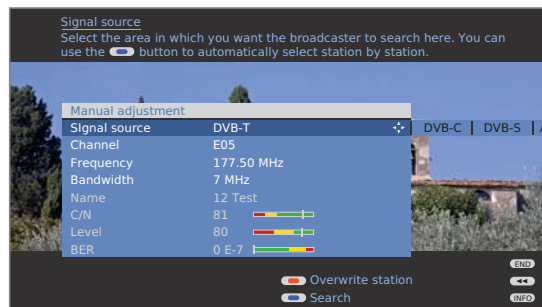 Signal source
Select the area in which you want the broadcaster to search here. You can
use the button to automatically select station by station.
Manual adjustment
SIgnal source DVB-T DVB-C DVB-S A
Channel E05
Frequency 177.50 MHz
Bandwidth 7 MHz
Name 12 Test
C/N 81
Level 80
BER 0 E-7
END
Overwrite station
Search
INFO